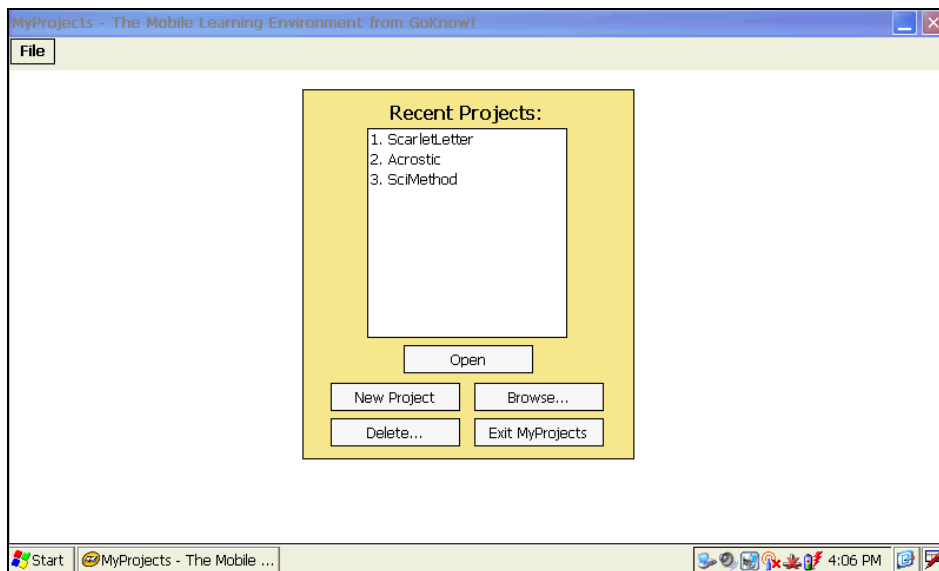 MyProjects - The Mobile Learning Environment from GoKnow!
File
Recent Projects:
1. ScarletLetter
2. Acrostic
3. SciMethod
Open
New Project
Browse...
Delete...
Exit MyProjects
Start
MyProjects - The Mobile ...
4:06 PM